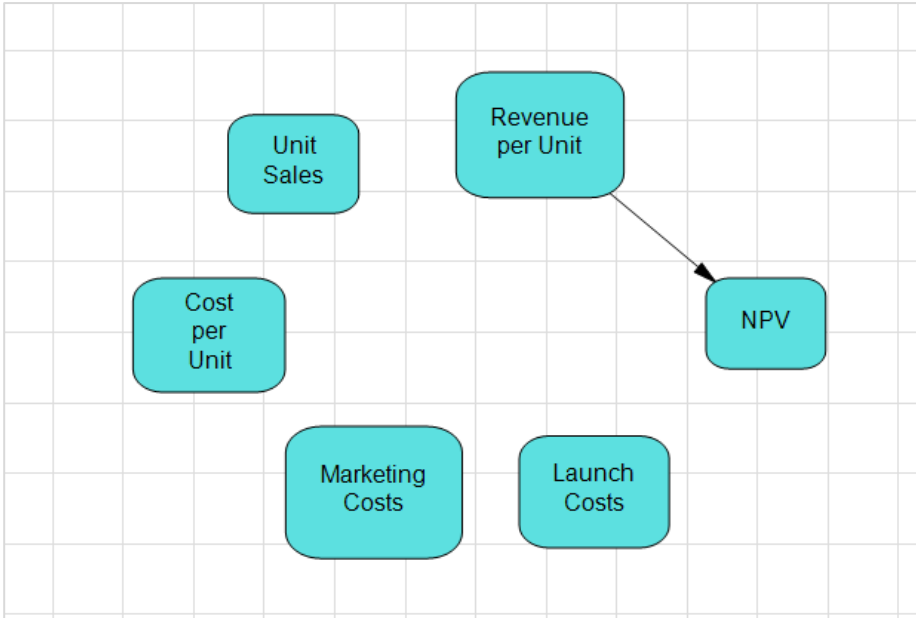 Revenue
per Unit
Unit
Sales
Cost
per
Unit
NPV
Marketing
Costs
Launch
Costs